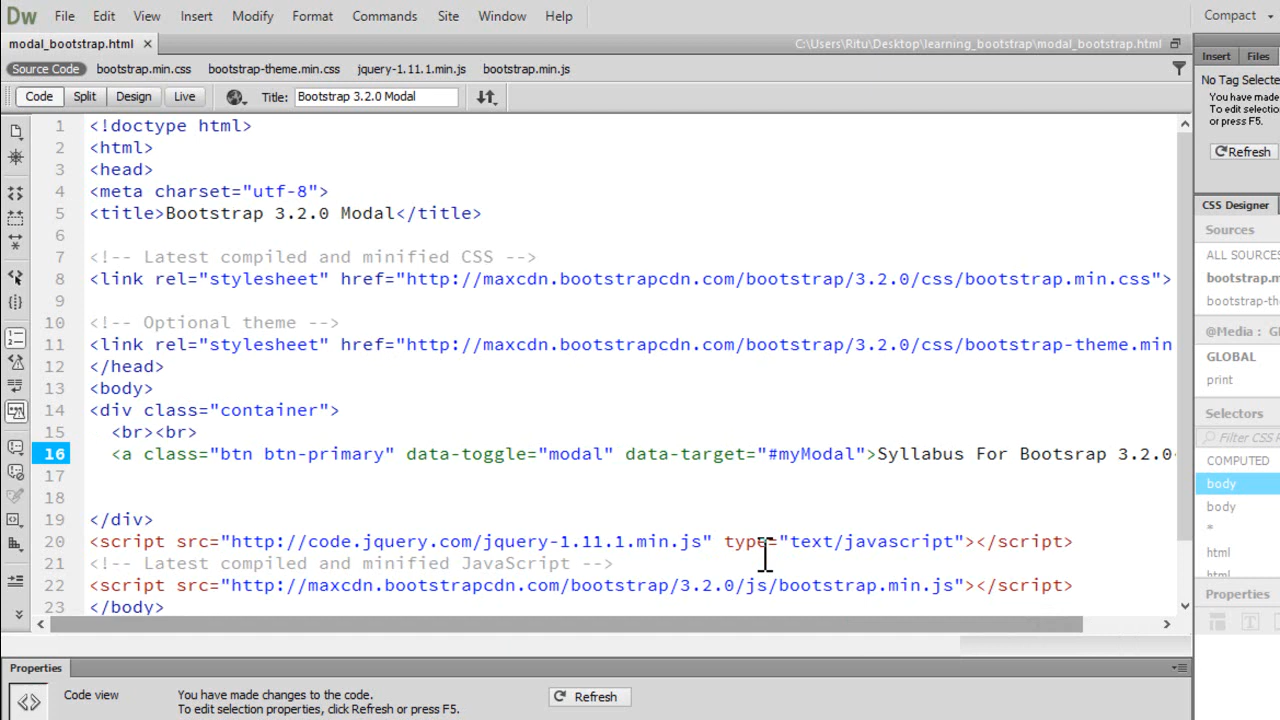 Dw File Edit View Insert Modify Format Commands Site Window Help Compact
modal_bootstrap.html × C:\Users\Ritu\Desktop\learning_bootstrap\modal_bootstrap.html
Source Code bootstrap.min.css bootstrap-theme.min.css jquery-1.11.1.min.js bootstrap.min.js
Code Split Design Live Title: Bootstrap 3.2.0 Modal
1 <!doctype html>
2 <html>
3 <head>
4 <meta charset="utf-8">
5 <title>Bootstrap 3.2.0 Modal</title>
6
7 <!-- Latest compiled and minified CSS -->
8 <link rel="stylesheet" href="http://maxcdn.bootstrapcdn.com/bootstrap/3.2.0/css/bootstrap.min.css">
9
10 <!-- Optional theme -->
11 <link rel="stylesheet" href="http://maxcdn.bootstrapcdn.com/bootstrap/3.2.0/css/bootstrap-theme.min
12 </head>
13 <body>
14 <div class="container">
15 <br><br>
16 <a class="btn btn-primary" data-toggle="modal" data-target="#myModal">Syllabus For Bootsrap 3.2.0
17
18
19 </div>
20 <script src="http://code.jquery.com/jquery-1.11.1.min.js" type="text/javascript"></script>
21 <!-- Latest compiled and minified JavaScript -->
22 <script src="http://maxcdn.bootstrapcdn.com/bootstrap/3.2.0/js/bootstrap.min.js"></script>
23 </body>
Insert Files
No Tag Selecte
You have made
To edit selectio
or press F5.
Refresh
CSS Designer
Sources
ALL SOURCES
bootstrap.m
bootstrap-th
@Media : Gl
GLOBAL
print
Selectors
Filter CSS R
COMPUTED
body
body
*
html
html
Properties
Properties
Code view You have made changes to the code.
To edit selection properties, click Refresh or press F5.
Refresh